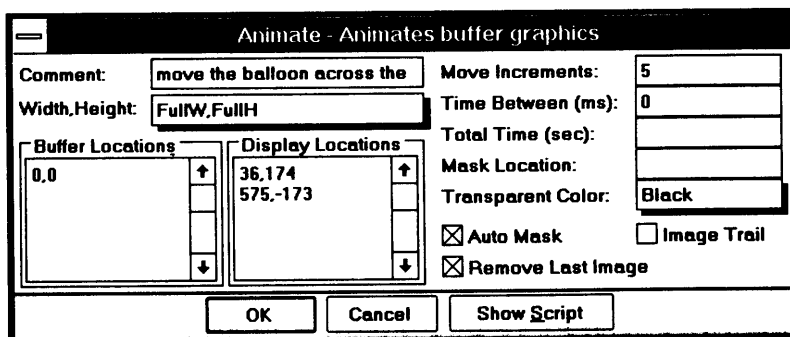 Animate - Animates buffer graphics
Comment: move the balloon across the
Width,Height: FullW,FullH
Buffer Locations
0,0
Display Locations
36,174
575,-173
Move Increments: 5
Time Between (ms): 0
Total Time (sec):
Mask Location:
Transparent Color: Black
Auto Mask
Image Trail
Remove Last Image
OK
Cancel
Show Script